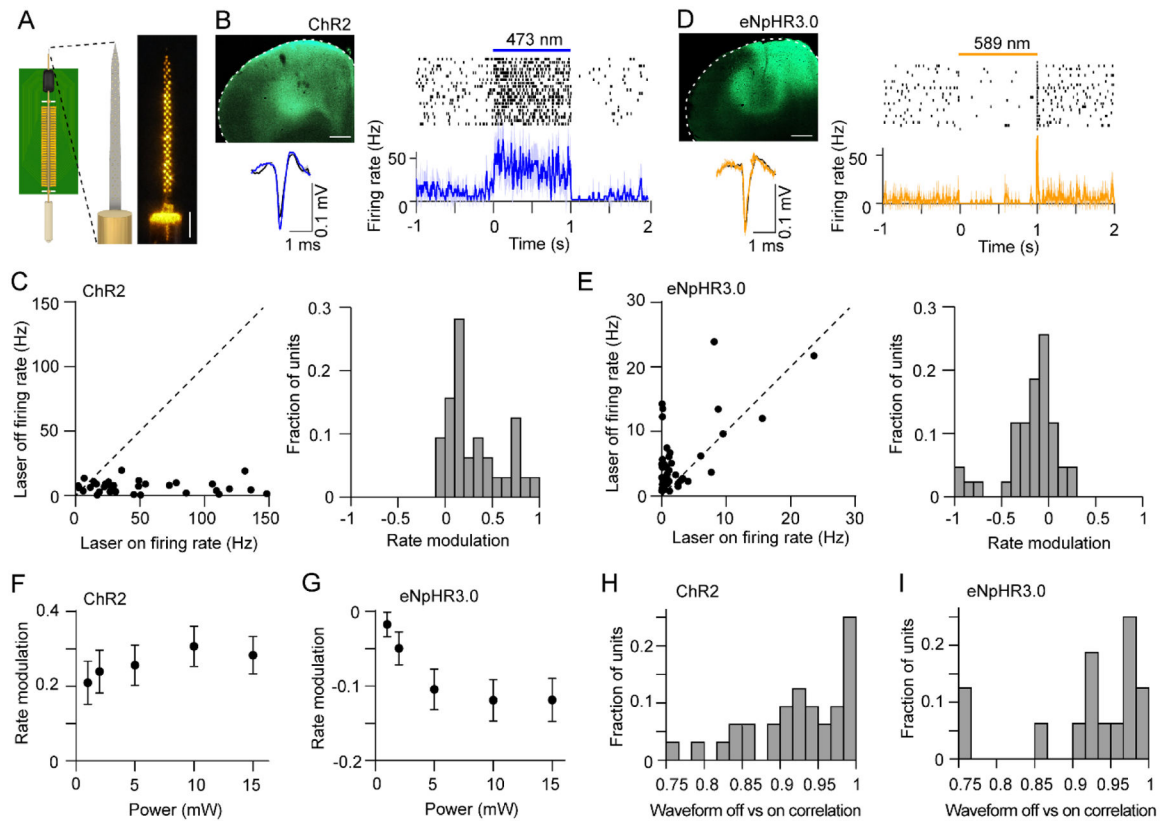 A
B
ChR2
473 nm
50
0
Firing rate (Hz)
-1 0 1 2
Time (s)
0.1 mV
1 ms
D
eNpHR3.0
589 nm
50
0
Firing rate (Hz)
-1 0 1 2
Time (s)
0.1 mV
1 ms
C
ChR2
150
100
50
0
Laser off firing rate (Hz)
0 50 100 150
Laser on firing rate (Hz)
0.3
0.2
0.1
0
Fraction of units
-1 -0.5 0 0.5 1
Rate modulation
E
eNpHR3.0
30
20
10
0
Laser off firing rate (Hz)
0 10 20 30
Laser on firing rate (Hz)
0.3
0.2
0.1
0
Fraction of units
-1 -0.5 0 0.5 1
Rate modulation
F
ChR2
0.4
0.2
0
Rate modulation
0 5 10 15
Power (mW)
G
eNpHR3.0
0
-0.1
-0.2
Rate modulation
0 5 10 15
Power (mW)
H
ChR2
0.2
0.1
0
Fraction of units
0.75 0.8 0.85 0.9 0.95 1
Waveform off vs on correlation
I
eNpHR3.0
0.2
0.1
0
Fraction of units
0.75 0.85 0.9 0.95 1
Waveform off vs on correlation